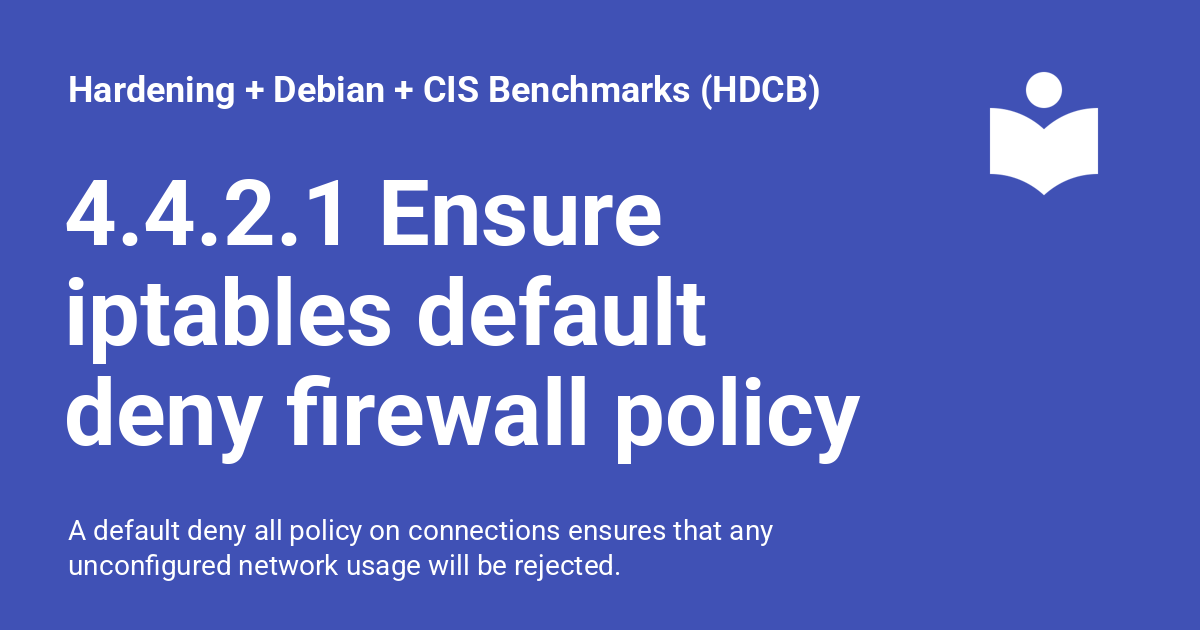 Hardening + Debian + CIS Benchmarks (HDCB)
4.4.2.1 Ensure
iptables default
deny firewall policy
A default deny all policy on connections ensures that any
unconfigured network usage will be rejected.